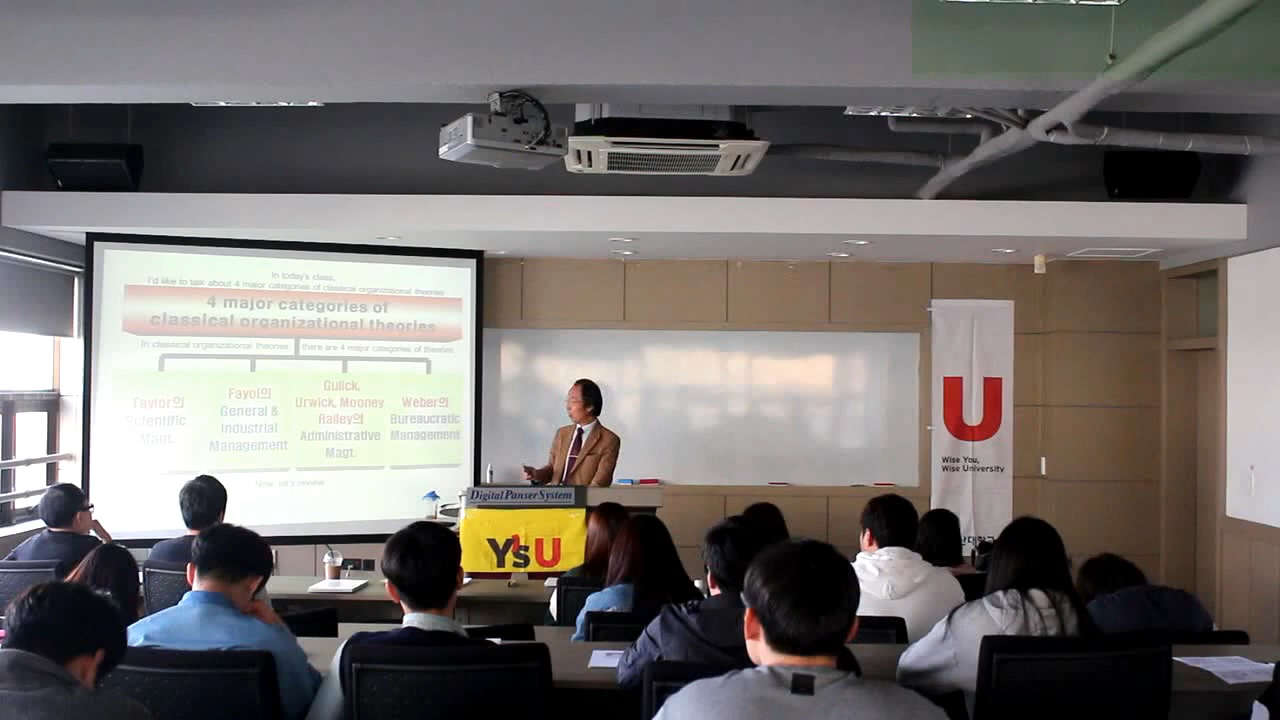 In today's class,
I'd like to talk about 4 major categories of classical organizational theories
4 major categories of
classical organizational theories
In classical organizational theories
there are 4 major categories of theories.
Taylor의
Scientific
Magt.
Fayol의
General &
Industrial
Management
Gulick,
Urwick, Mooney
Railey의
Administrative
Magt.
Weber의
Bureaucratic
Management
Now, let's
Digital Panser System
Y'sU
U
Wise You,
Wise University